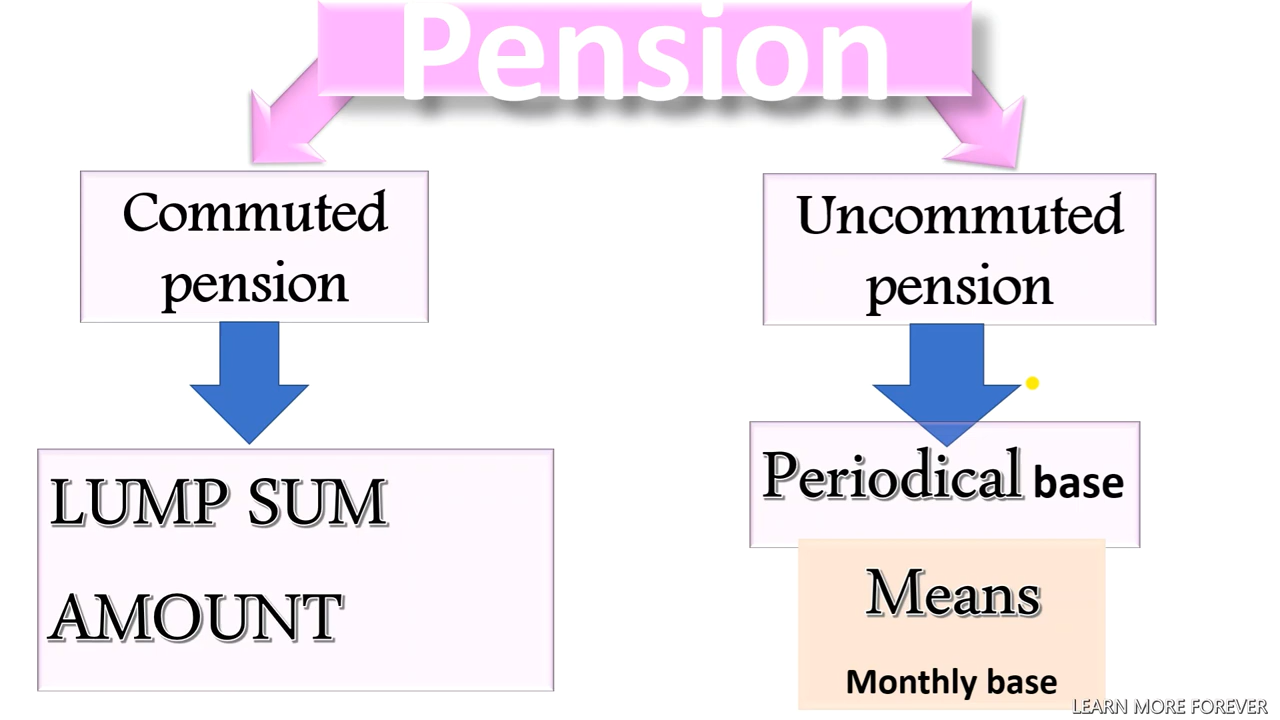 Pension
Commuted
pension
Uncommuted
pension
LUMP SUM
AMOUNT
Periodical base
Means
Monthly base
LEARN MORE FOREVER